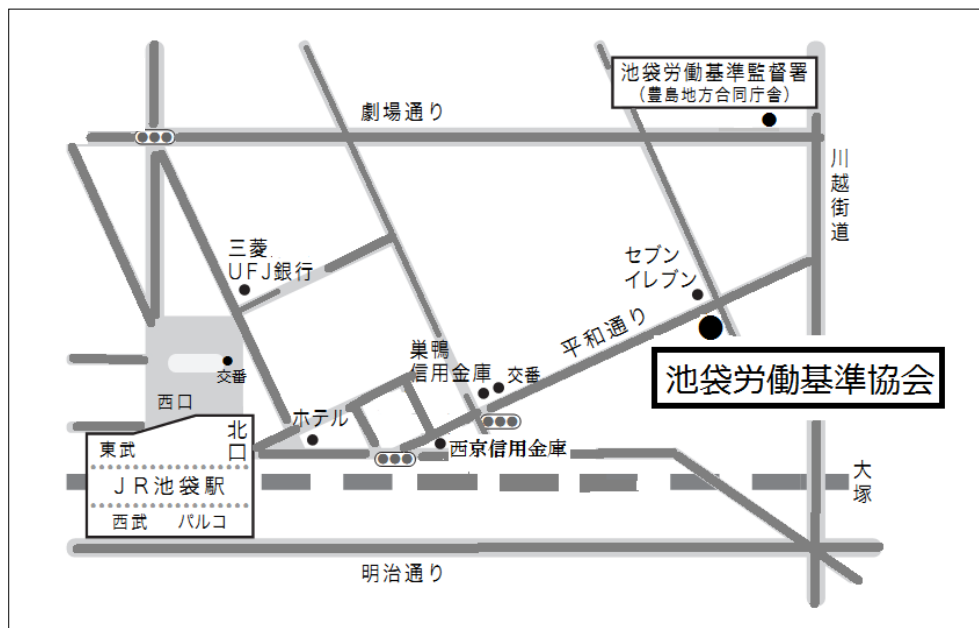 池袋労働基準監督署
（豊島地方合同庁舎）
劇場通り
川越街道
三菱
ＵＦＪ銀行
セブン
イレブン
平和通り
巣鴨
信用金庫
交番
交番
池袋労働基準協会
西口
ホテル
北口
西京信用金庫
東武
ＪＲ池袋駅
西武　パルコ
大塚
明治通り